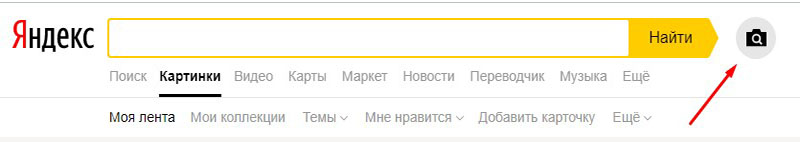 Яндекс Найти
Поиск Картинки Видео Карты Маркет Новости Переводчик Музыка Ещё
Моя лента Мои коллекции Темы Мне нравится Добавить карточку Ещё